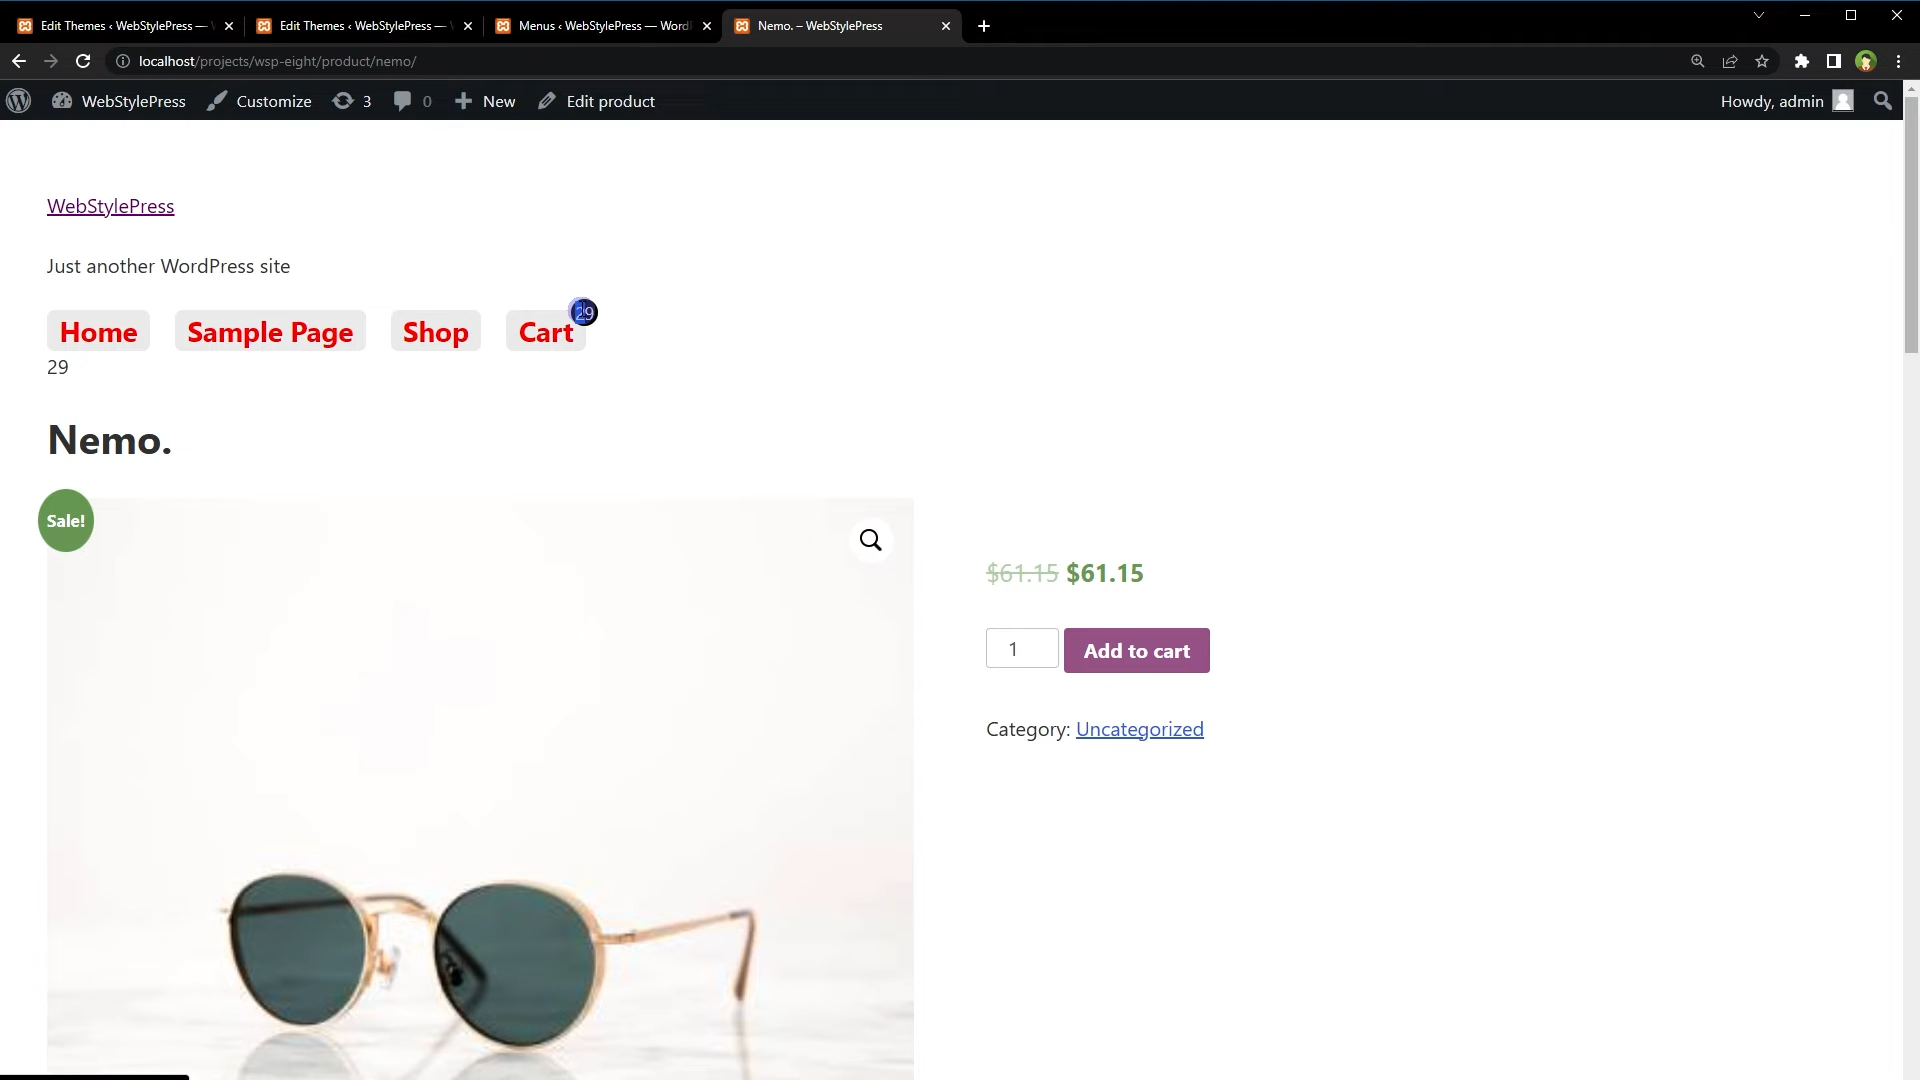 Edit Themes ‹ WebStylePress —
Edit Themes ‹ WebStylePress —
Menus ‹ WebStylePress — Word
Nemo. – WebStylePress
localhost/projects/wsp-eight/product/nemo/
WebStylePress
Customize
3
0
New
Edit product
Howdy, admin
WebStylePress
Just another WordPress site
Home
Sample Page
Shop
Cart
29
29
Nemo.
Sale!
$61.15 $61.15
1
Add to cart
Category: Uncategorized